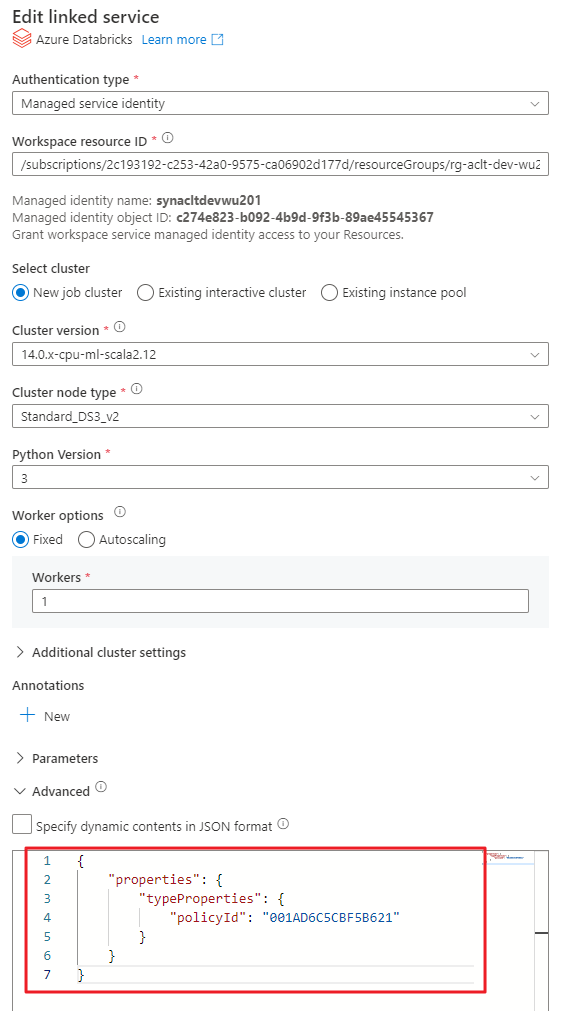 Edit linked service
Azure Databricks Learn more
Authentication type *
Managed service identity
Workspace resource ID *
/subscriptions/2c193192-c253-42a0-9575-ca06902d177d/resourceGroups/rg-aclt-dev-wu2
Managed identity name: synacltdevwu201
Managed identity object ID: c274e823-b092-4b9d-9f3b-89ae45545367
Grant workspace service managed identity access to your Resources.
Select cluster
New job cluster Existing interactive cluster Existing instance pool
Cluster version *
14.0.x-cpu-ml-scala2.12
Cluster node type *
Standard_DS3_v2
Python Version *
3
Worker options
Fixed Autoscaling
Workers *
1
Additional cluster settings
Annotations
New
Parameters
Advanced
Specify dynamic contents in JSON format
1 {
2 "properties": {
3 "typeProperties": {
4 "policyId": "001AD6C5CBF5B621"
5 }
6 }
7 }